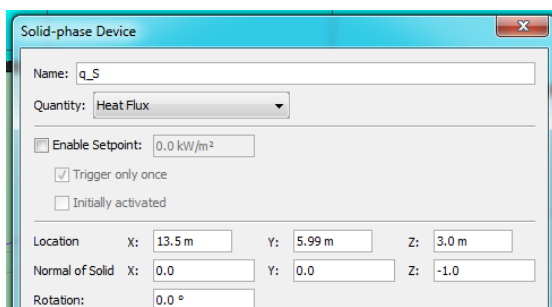 Solid-phase Device
Name: q_S
Quantity: Heat Flux
Enable Setpoint: 0.0 kW/m²
Trigger only once
Initially activated
Location X: 13.5 m Y: 5.99 m Z: 3.0 m
Normal of Solid X: 0.0 Y: 0.0 Z: -1.0
Rotation: 0.0 °